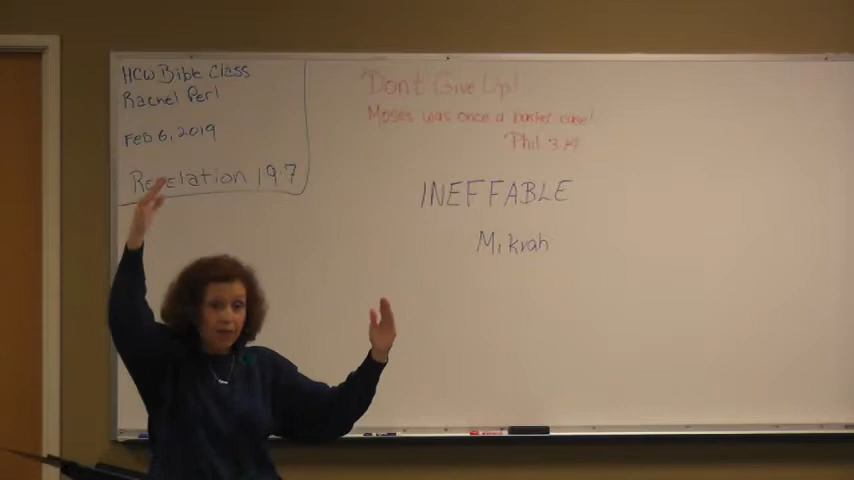 HCW Bible Class
Rachel Perl
Feb 6, 2019
Revelation 19:7
Don't Give Up!
Moses was once a basket case!
Phil. 3:14
INEFFABLE
Mikrah